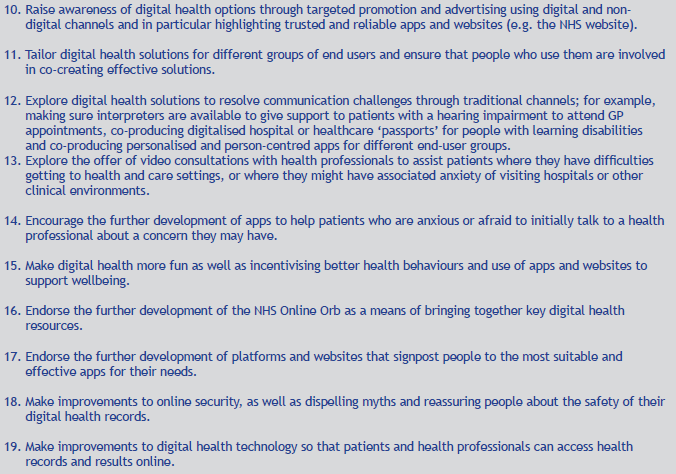 10. Raise awareness of digital health options through targeted promotion and advertising using digital and non-
digital channels and in particular highlighting trusted and reliable apps and websites (e.g. the NHS website).
11. Tailor digital health solutions for different groups of end users and ensure that people who use them are involved
in co-creating effective solutions.
12. Explore digital health solutions to resolve communication challenges through traditional channels; for example,
making sure interpreters are available to give support to patients with a hearing impairment to attend GP
appointments, co-producing digitalised hospital or healthcare ‘passports’ for people with learning disabilities
and co-producing personalised and person-centred apps for different end-user groups.
13. Explore the offer of video consultations with health professionals to assist patients where they have difficulties
getting to health and care settings, or where they might have associated anxiety of visiting hospitals or other
clinical environments.
14. Encourage the further development of apps to help patients who are anxious or afraid to initially talk to a health
professional about a concern they may have.
15. Make digital health more fun as well as incentivising better health behaviours and use of apps and websites to
support wellbeing.
16. Endorse the further development of the NHS Online Orb as a means of bringing together key digital health
resources.
17. Endorse the further development of platforms and websites that signpost people to the most suitable and
effective apps for their needs.
18. Make improvements to online security, as well as dispelling myths and reassuring people about the safety of their
digital health records.
19. Make improvements to digital health technology so that patients and health professionals can access health
records and results online.